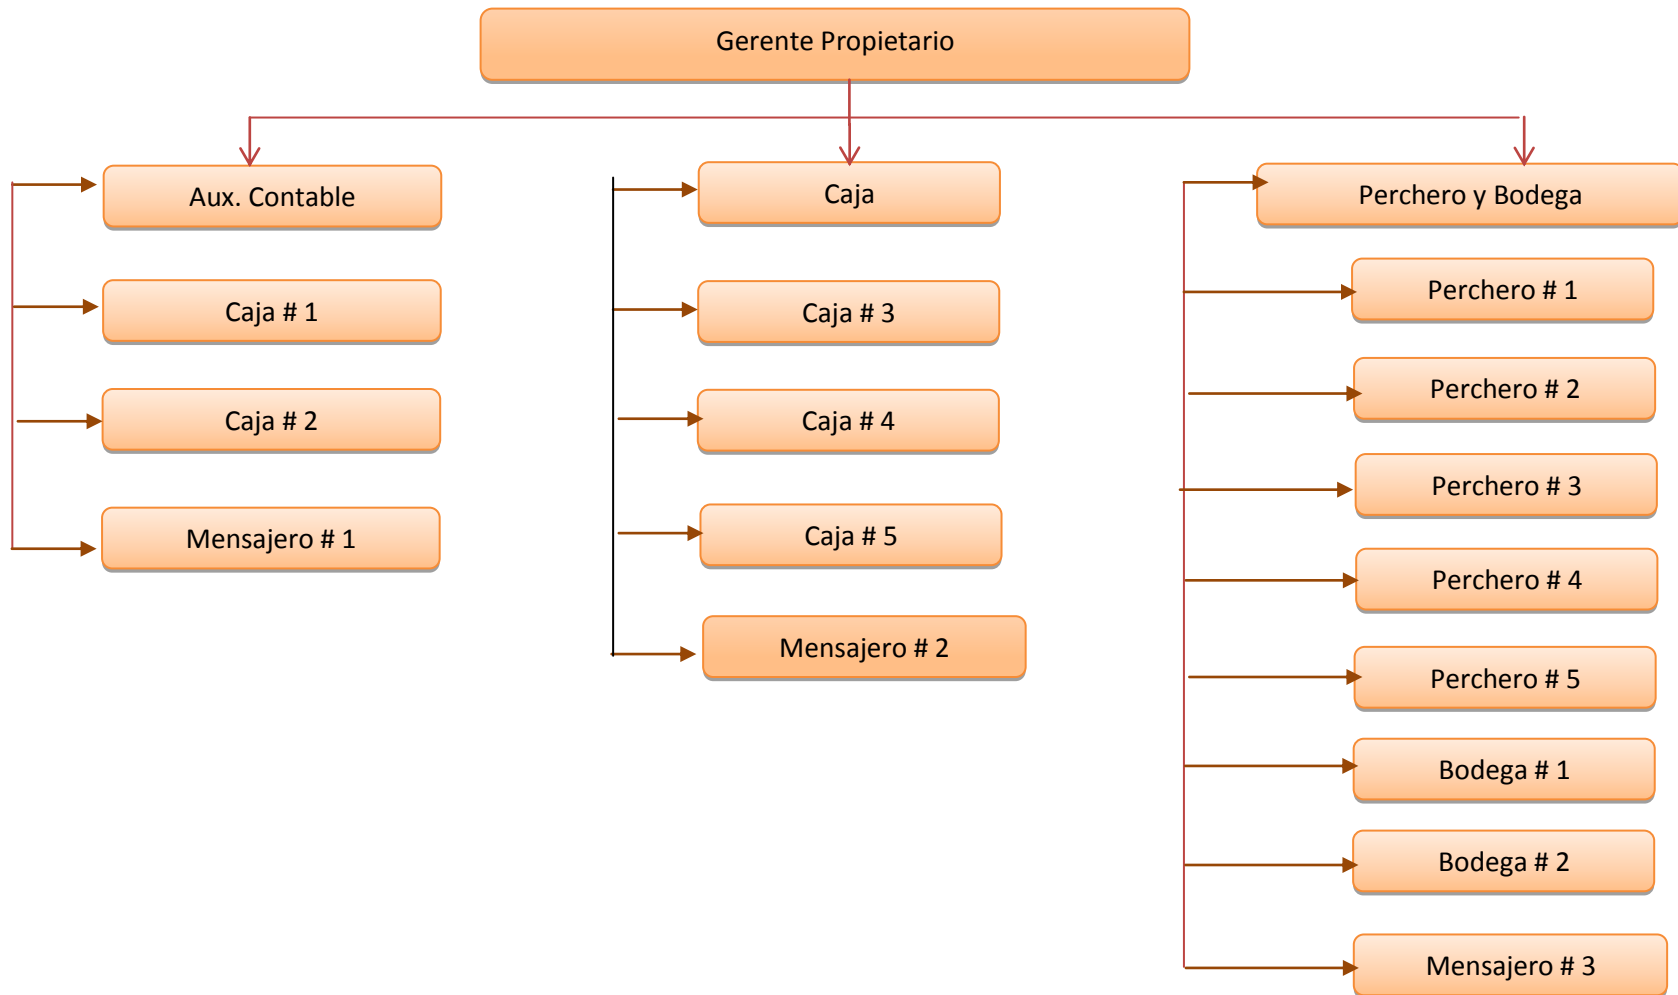 Gerente Propietario
Aux. Contable
Caja # 1
Caja # 2
Mensajero # 1
Caja
Caja # 3
Caja # 4
Caja # 5
Mensajero # 2
Perchero y Bodega
Perchero # 1
Perchero # 2
Perchero # 3
Perchero # 4
Perchero # 5
Bodega # 1
Bodega # 2
Mensajero # 3